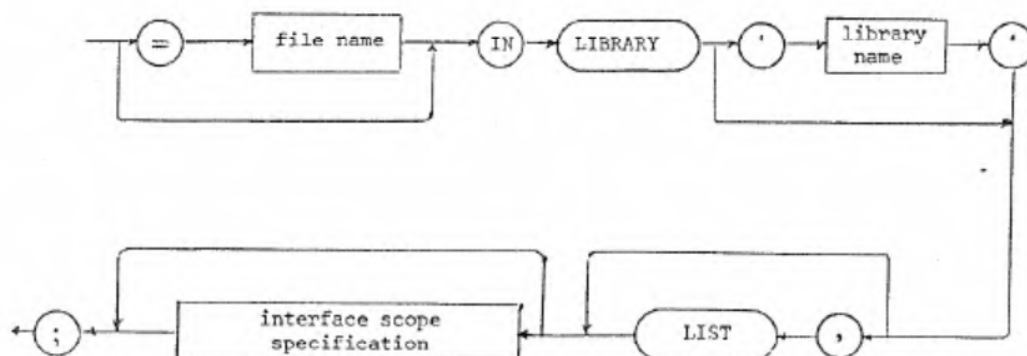 = file name IN LIBRARY ' library name '
; interface scope specification LIST ,